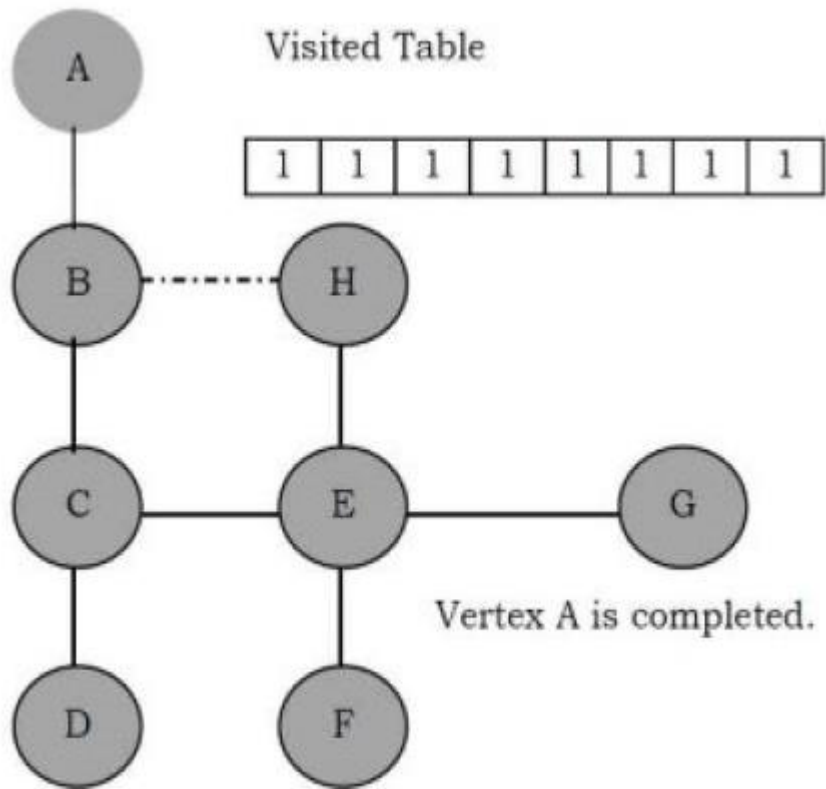 A
Visited Table
1 1 1 1 1 1 1 1
B H
C E G
Vertex A is completed.
D F